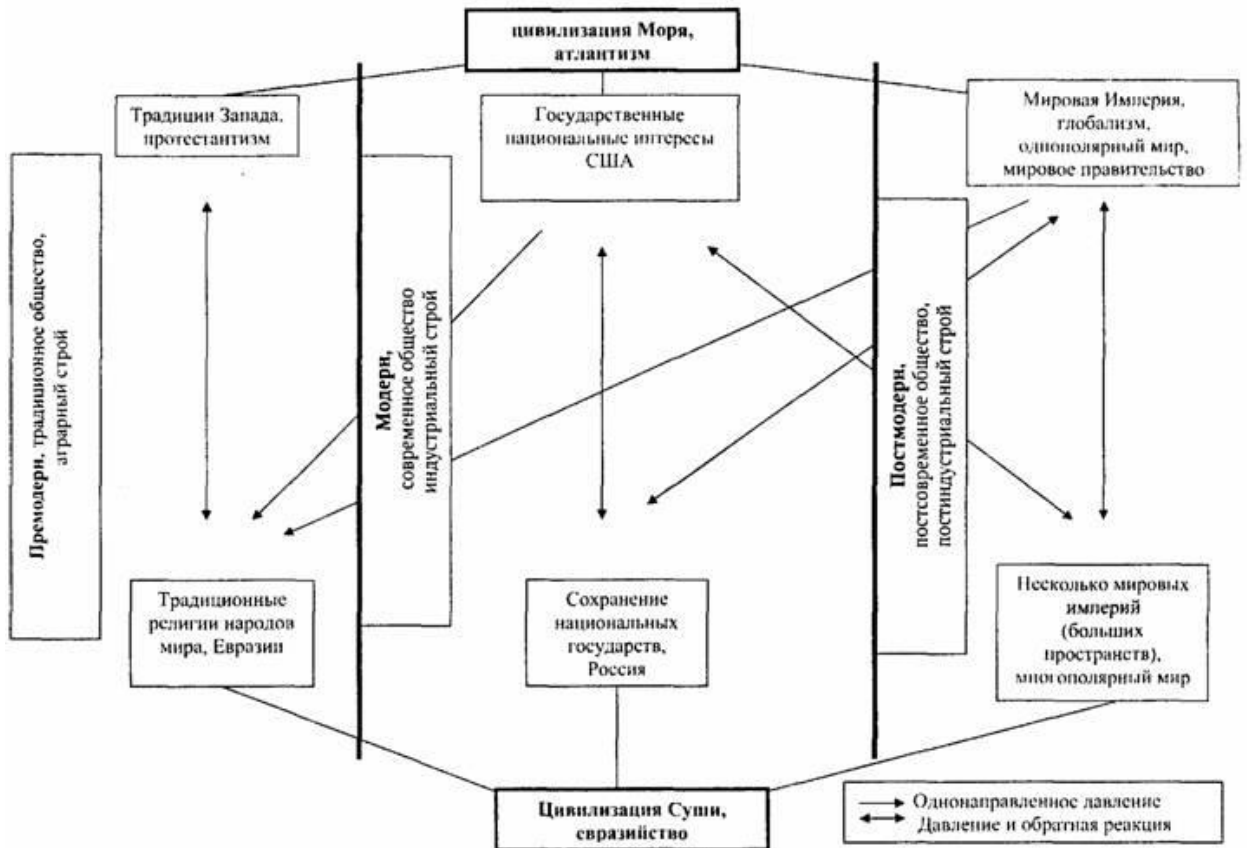 цивилизация Моря,
атлантизм
Традиции Запада,
протестантизм
Государственные
национальные интересы
США
Мировая Империя,
глобализм,
однополярный мир,
мировое правительство
Премодерн, традиционное общество,
аграрный строй
Модерн,
современное общество
индустриальный строй
Постмодерн,
постсовременное общество,
постиндустриальный строй
Традиционные
религии народов
мира, Евразии
Сохранение
национальных
государств,
Россия
Несколько мировых
империй
(больших
пространств),
многополярный мир
Цивилизация Суши,
евразийство
Однонаправленное давление
Давление и обратная реакция